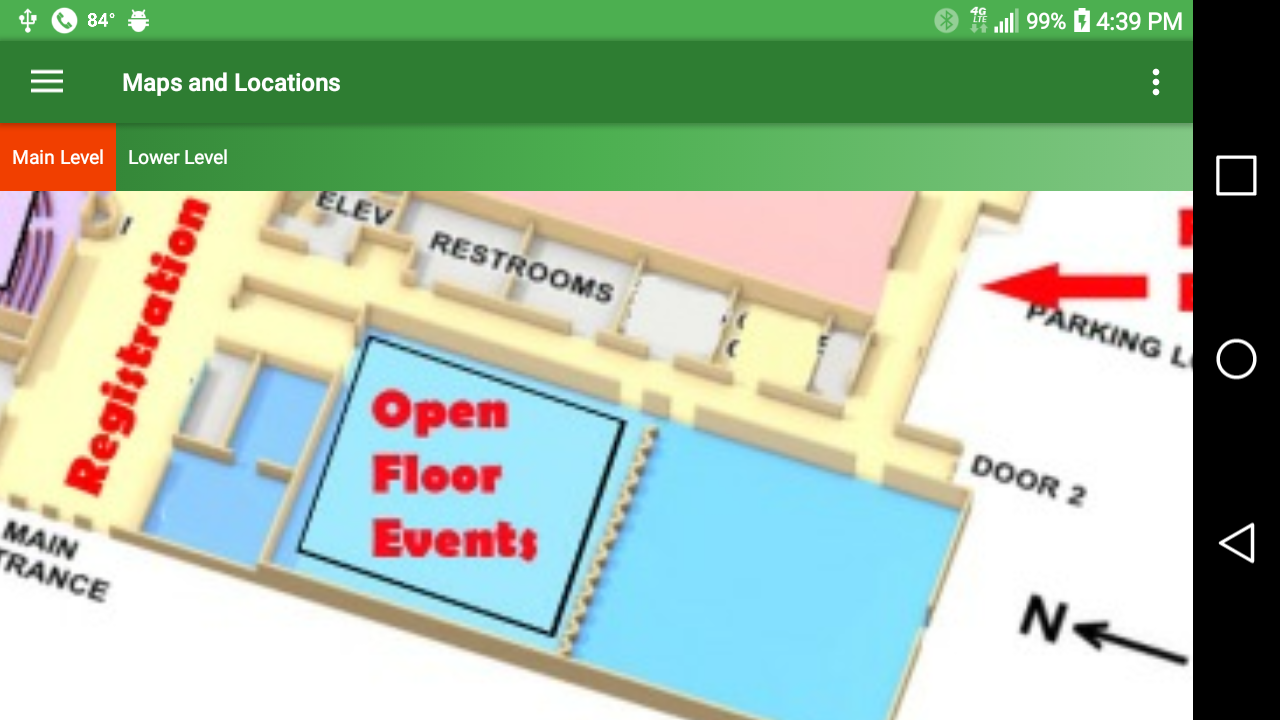 84°
4G
LTE
99%
4:39 PM
Maps and Locations
Main Level
Lower Level
Registration
ELEV
RESTROOMS
PARKING
Open
Floor
Events
DOOR 2
MAIN
TRANCE
N